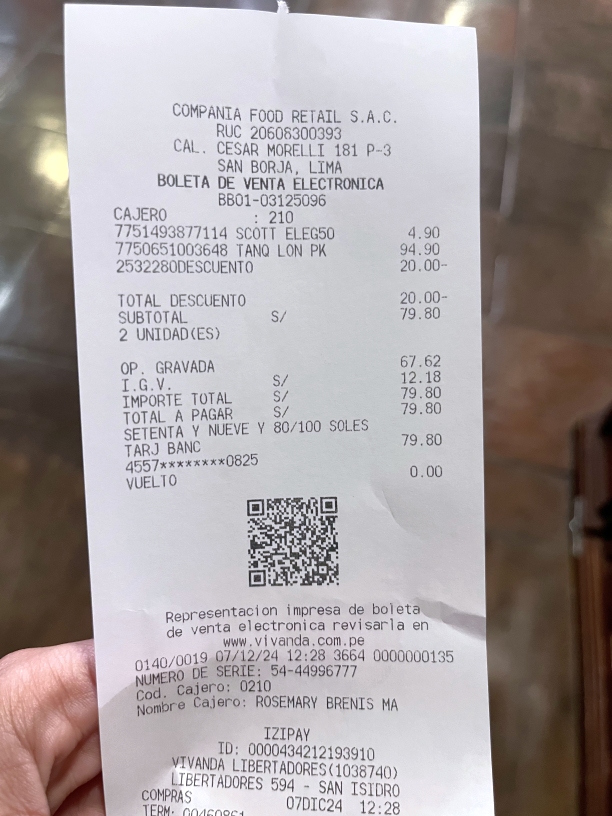 COMPANIA FOOD RETAIL S.A.C.
RUC 20608300393
CAL. CESAR MORELLI 181 P-3
SAN BORJA, LIMA
BOLETA DE VENTA ELECTRONICA
BB01-03125096
CAJERO : 210
7751493877114 SCOTT ELEG50 4.90
7750651003648 TANQ LON PK 94.90
2532280DESCUENTO 20.00-
TOTAL DESCUENTO 20.00-
SUBTOTAL S/ 79.80
2 UNIDAD(ES)
OP. GRAVADA 67.62
I.G.V. S/ 12.18
IMPORTE TOTAL S/ 79.80
TOTAL A PAGAR S/ 79.80
SETENTA Y NUEVE Y 80/100 SOLES
TARJ BANC 79.80
4557********0825
VUELTO 0.00
Representacion impresa de boleta
de venta electronica revisarla en
www.vivanda.com.pe
0140/0019 07/12/24 12:28 3664 0000000135
NUMERO DE SERIE: 54-44996777
Cod. Cajero: 0210
Nombre Cajero: ROSEMARY BRENIS MA
IZIPAY
ID: 0000434212193910
VIVANDA LIBERTADORES(1038740)
LIBERTADORES 594 - SAN ISIDRO
COMPRAS 07DIC24 12:28
TERM: